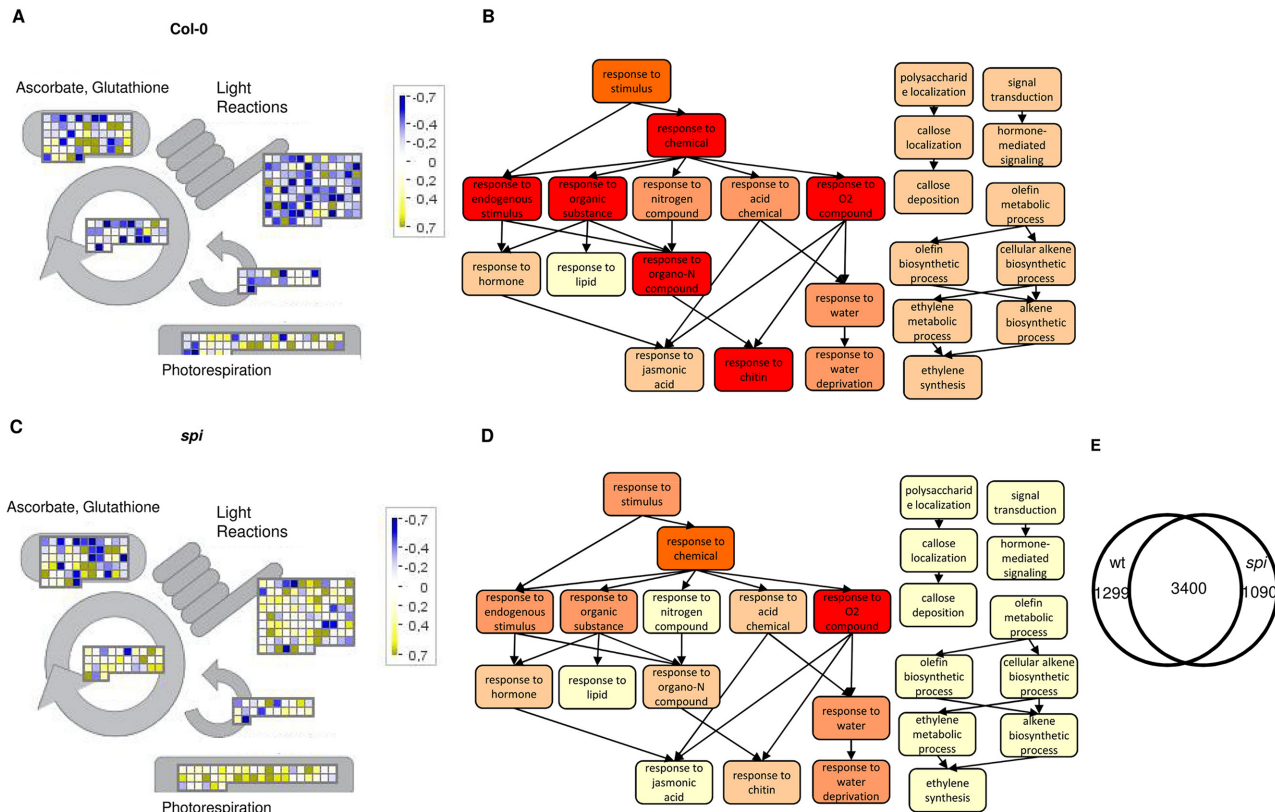 A
Col-0
Ascorbate, Glutathione
Light
Reactions
-0,7
-0,4
-0,2
0
0,2
0,4
0,7
Photorespiration
B
response to
stimulus
response to
chemical
response to
endogenous
stimulus
response to
organic
substance
response to
nitrogen
compound
response to
acid
chemical
response to
O2
compound
response to
hormone
response to
lipid
response to
organo-N
compound
response to
water
response to
jasmonic
acid
response to
chitin
response to
water
deprivation
polysaccharid
e localization
callose
localization
callose
deposition
signal
transduction
hormone-
mediated
signaling
olefin
metabolic
process
olefin
biosynthetic
process
cellular alkene
biosynthetic
process
ethylene
metabolic
process
alkene
biosynthetic
process
ethylene
synthesis
C
spi
Ascorbate, Glutathione
Light
Reactions
-0,7
-0,4
-0,2
0
0,2
0,4
0,7
Photorespiration
D
response to
stimulus
response to
chemical
response to
endogenous
stimulus
response to
organic
substance
response to
nitrogen
compound
response to
acid
chemical
response to
O2
compound
response to
hormone
response to
lipid
response to
organo-N
compound
response to
water
response to
jasmonic
acid
response to
chitin
response to
water
deprivation
polysaccharid
e localization
callose
localization
callose
deposition
signal
transduction
hormone-
mediated
signaling
olefin
metabolic
process
olefin
biosynthetic
process
cellular alkene
biosynthetic
process
ethylene
metabolic
process
alkene
biosynthetic
process
ethylene
synthesis
E
wt
1299
3400
spi
1090